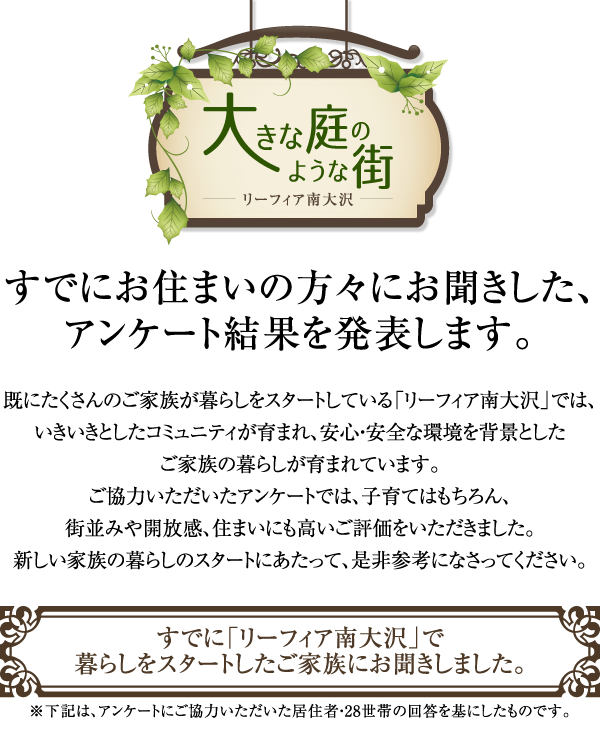 大きな庭の
ような街
リーフィア南大沢
すでにお住まいの方々にお聞きした、
アンケート結果を発表します。
既にたくさんのご家族が暮らしをスタートしている「リーフィア南大沢」では、
いきいきとしたコミュニティが育まれ、安心・安全な環境を背景とした
ご家族の暮らしが育まれています。
ご協力いただいたアンケートでは、子育てはもちろん、
街並みや開放感、住まいにも高いご評価をいただきました。
新しい家族の暮らしのスタートにあたって、是非参考になさってください。
すでに「リーフィア南大沢」で
暮らしをスタートしたご家族にお聞きしました。
※下記は、アンケートにご協力いただいた居住者・28世帯の回答を基にしたものです。